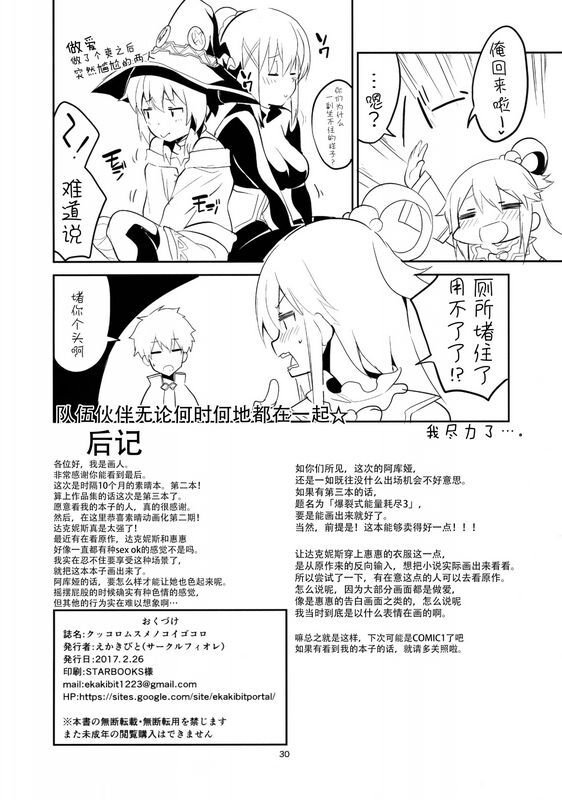 俺回来啦!
…嗯?
做爱
做了个爽之后
突然尴尬的两人
你们为什么
一副坐不住的样子?
モジ
モジ
?!
难道说
厕所堵住了
用不了了!?
堵你个头啊
队伍伙伴无论何时何地都在一起☆
我尽力了….
后记
各位好，我是画人。
非常感谢你能看到最后。
这次是时隔10个月的素晴本。第二本！
算上作品集的话这次是第三本了。
愿意看我的本子的人，真的很感谢。
然后，在这里恭喜素晴动画化第二期！
达克妮斯真是太强了！
最近有在看原作，达克妮斯和惠惠
好像一直都有种sex ok的感觉不是吗。
我实在忍不住要享受这种场景了，
就把这本本子画出来了。
阿库娅的话，要怎么样才能让她也色起来呢。
摇摆屁股的时候确实有种色情的感觉，
但其他的行为实在难以想象啊…
如你们所见，这次的阿库娅，
还是一如既往没什么出场机会不好意思。
如果有第三本的话，
题名为「爆裂式能量耗尽3」，
要是能画出来就好了。
当然，前提是！这本能够卖得好一点！！！
让达克妮斯穿上惠惠的衣服这一点，
是从原作来的反向输入，想把小说实际画出来看看。
所以尝试了一下，有在意这点的人可以去看原作。
怎么说呢，因为大部分画面都是做爱，
像是惠惠的告白画面之类的，怎么说呢
我当时到底是以什么表情在画的啊。
嘛总之就是这样，下次可能是COMIC1了吧
如果有看到我的本子的话，就请多关照啦。
おくづけ
誌名:クッコロムスメノコイゴコロ
発行者:えかきびと(サークルフィオレ)
発行日:2017.2.26
印刷:STARBOOKS様
mail:ekakibit1223@gmail.com
HP:https://sites.google.com/site/ekakibitportal/
※本書の無断転載・無断転用を禁じます
また未成年の閲覧購入はできません
30